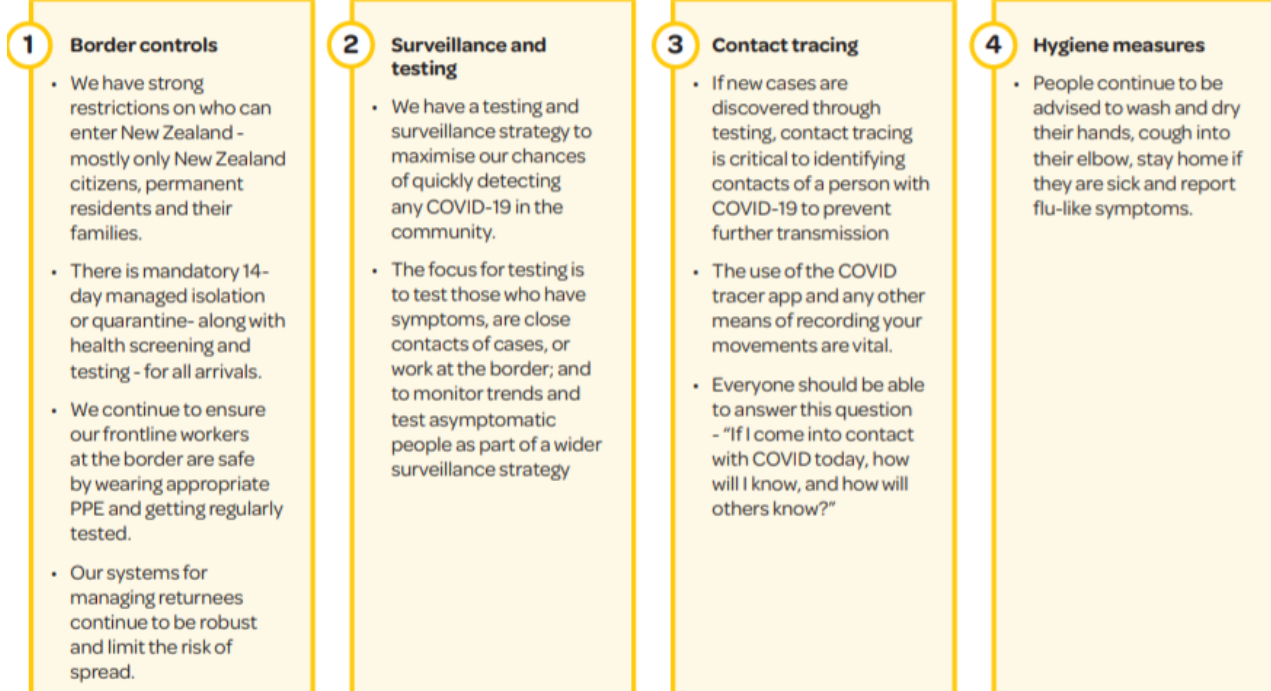 1
Border controls
• We have strong
restrictions on who can
enter New Zealand -
mostly only New Zealand
citizens, permanent
residents and their
families.
• There is mandatory 14-
day managed isolation
or quarantine- along with
health screening and
testing - for all arrivals.
• We continue to ensure
our frontline workers
at the border are safe
by wearing appropriate
PPE and getting regularly
tested.
• Our systems for
managing returnees
continue to be robust
and limit the risk of
spread.
2
Surveillance and
testing
• We have a testing and
surveillance strategy to
maximise our chances
of quickly detecting
any COVID-19 in the
community.
• The focus for testing is
to test those who have
symptoms, are close
contacts of cases, or
work at the border; and
to monitor trends and
test asymptomatic
people as part of a wider
surveillance strategy
3
Contact tracing
• If new cases are
discovered through
testing, contact tracing
is critical to identifying
contacts of a person with
COVID-19 to prevent
further transmission
• The use of the COVID
tracer app and any other
means of recording your
movements are vital.
• Everyone should be able
to answer this question
- “If I come into contact
with COVID today, how
will I know, and how will
others know?”
4
Hygiene measures
• People continue to be
advised to wash and dry
their hands, cough into
their elbow, stay home if
they are sick and report
flu-like symptoms.